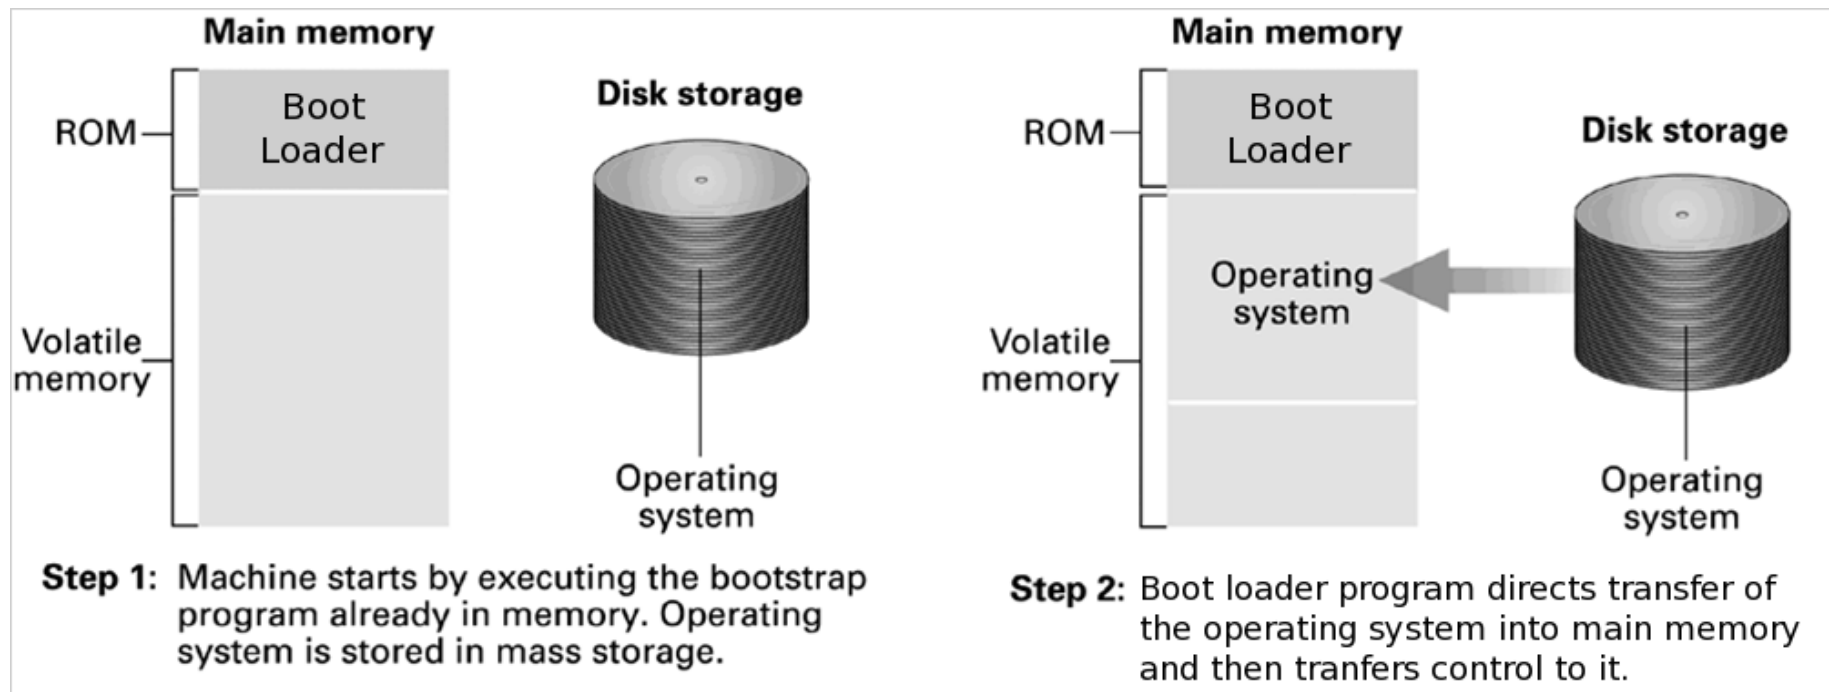 Main memory
Boot
Loader
ROM
Disk storage
Volatile
memory
Operating
system
Step 1: Machine starts by executing the bootstrap
program already in memory. Operating
system is stored in mass storage.
Main memory
Boot
Loader
ROM
Disk storage
Operating
system
Volatile
memory
Operating
system
Step 2: Boot loader program directs transfer of
the operating system into main memory
and then tranfers control to it.